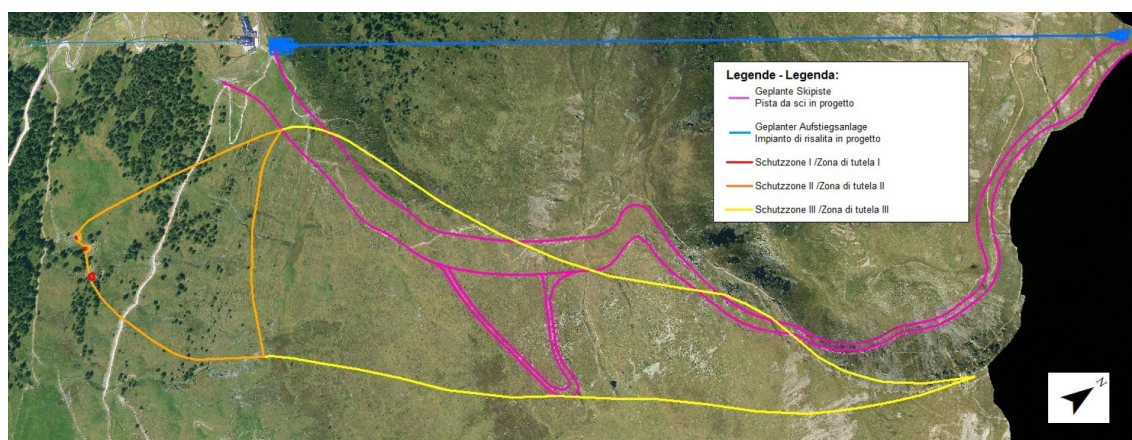 Legende - Legenda:
Geplante Skipiste
Pista da sci in progetto
Geplanter Aufstiegsanlage
Impianto di risalita in progetto
Schutzzone I /Zona di tutela I
Schutzzone II /Zona di tutela II
Schutzzone III /Zona di tutela III
N